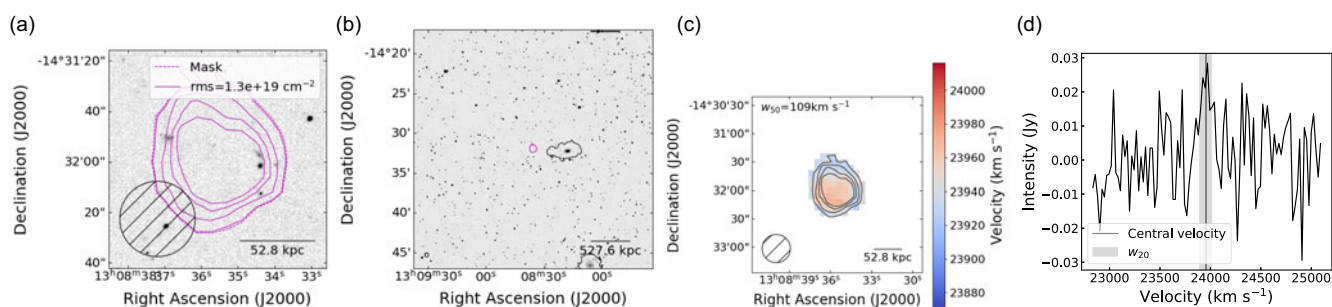 (a)
-14°31'20"
40"
32'00"
20"
40"
Declination (J2000)
Mask
rms=1.3e+19 cm⁻²
52.8 kpc
13ʰ08ᵐ37ˢ 36ˢ 35ˢ 34ˢ 33ˢ
Right Ascension (J2000)
(b)
-14°20'
25'
30'
35'
40'
45'
Declination (J2000)
527.6 kpc
13ʰ09ᵐ30ˢ 00ˢ 08ᵐ30ˢ 00ˢ
Right Ascension (J2000)
(c)
-14°30'30"
31'00"
30"
32'00"
30"
33'00"
Declination (J2000)
w₅₀=109km s⁻¹
52.8 kpc
13ʰ08ᵐ39ˢ 36ˢ 33ˢ 30ˢ
Right Ascension (J2000)
24000
23980
23960
23940
23920
23900
23880
Velocity (km s⁻¹)
(d)
0.03
0.02
0.01
0.00
-0.01
-0.01
-0.03
Intensity (Jy)
Central velocity
w₂₀
23000 23500 24000 24500 25000
Velocity (km s⁻¹)